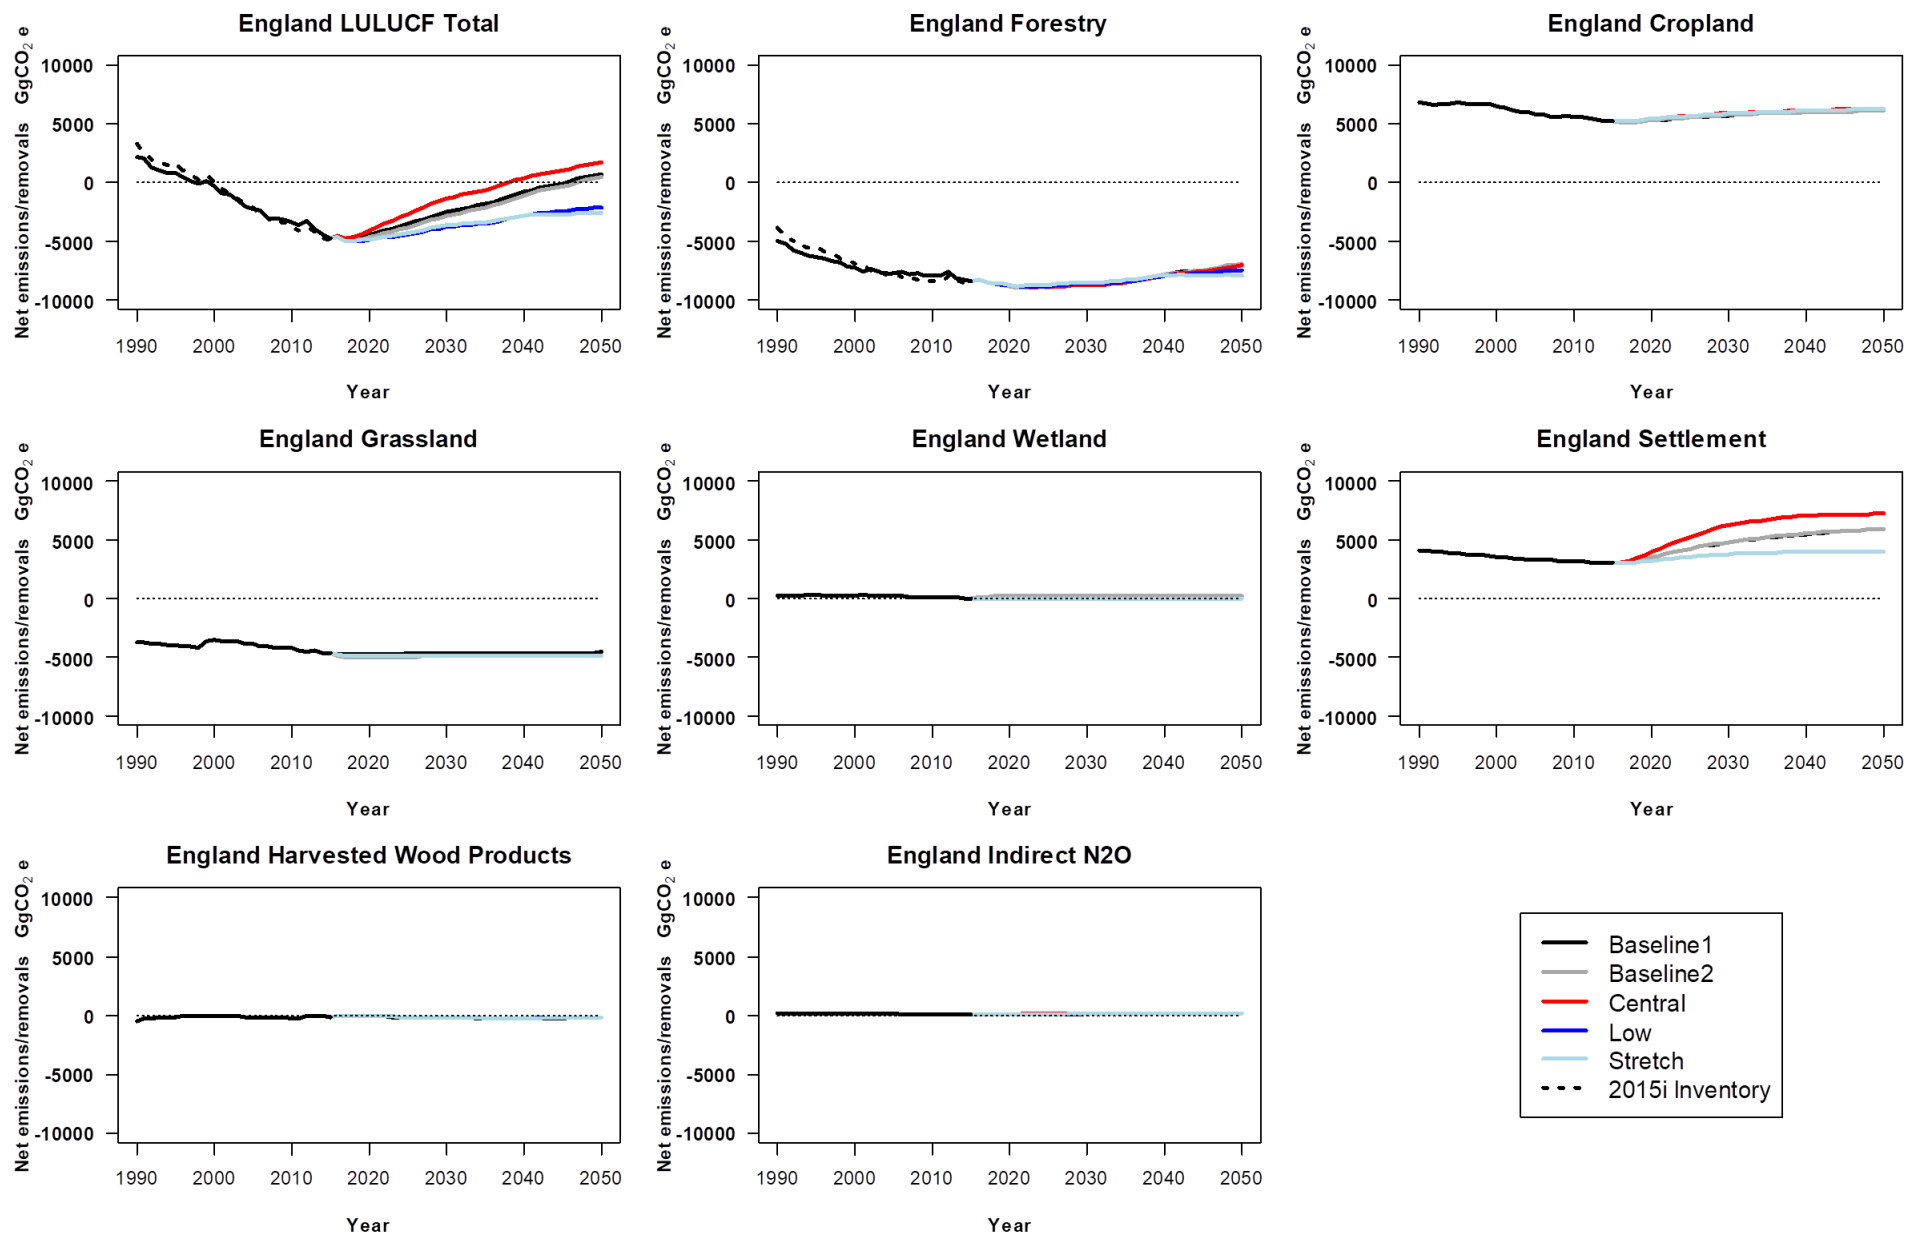 England LULUCF Total
Net emissions/removals GgCO₂ e
10000
5000
0
-5000
-10000
1990 2000 2010 2020 2030 2040 2050
Year
England Forestry
Net emissions/removals GgCO₂ e
10000
5000
0
-5000
-10000
1990 2000 2010 2020 2030 2040 2050
Year
England Cropland
Net emissions/removals GgCO₂ e
10000
5000
0
-5000
-10000
1990 2000 2010 2020 2030 2040 2050
Year
England Grassland
Net emissions/removals GgCO₂ e
10000
5000
0
-5000
-10000
1990 2000 2010 2020 2030 2040 2050
Year
England Wetland
Net emissions/removals GgCO₂ e
10000
5000
0
-5000
-10000
1990 2000 2010 2020 2030 2040 2050
Year
England Settlement
Net emissions/removals GgCO₂ e
10000
5000
0
-5000
-10000
1990 2000 2010 2020 2030 2040 2050
Year
England Harvested Wood Products
Net emissions/removals GgCO₂ e
10000
5000
0
-5000
-10000
1990 2000 2010 2020 2030 2040 2050
Year
England Indirect N2O
Net emissions/removals GgCO₂ e
10000
5000
0
-5000
-10000
1990 2000 2010 2020 2030 2040 2050
Year
Baseline1
Baseline2
Central
Low
Stretch
2015i Inventory